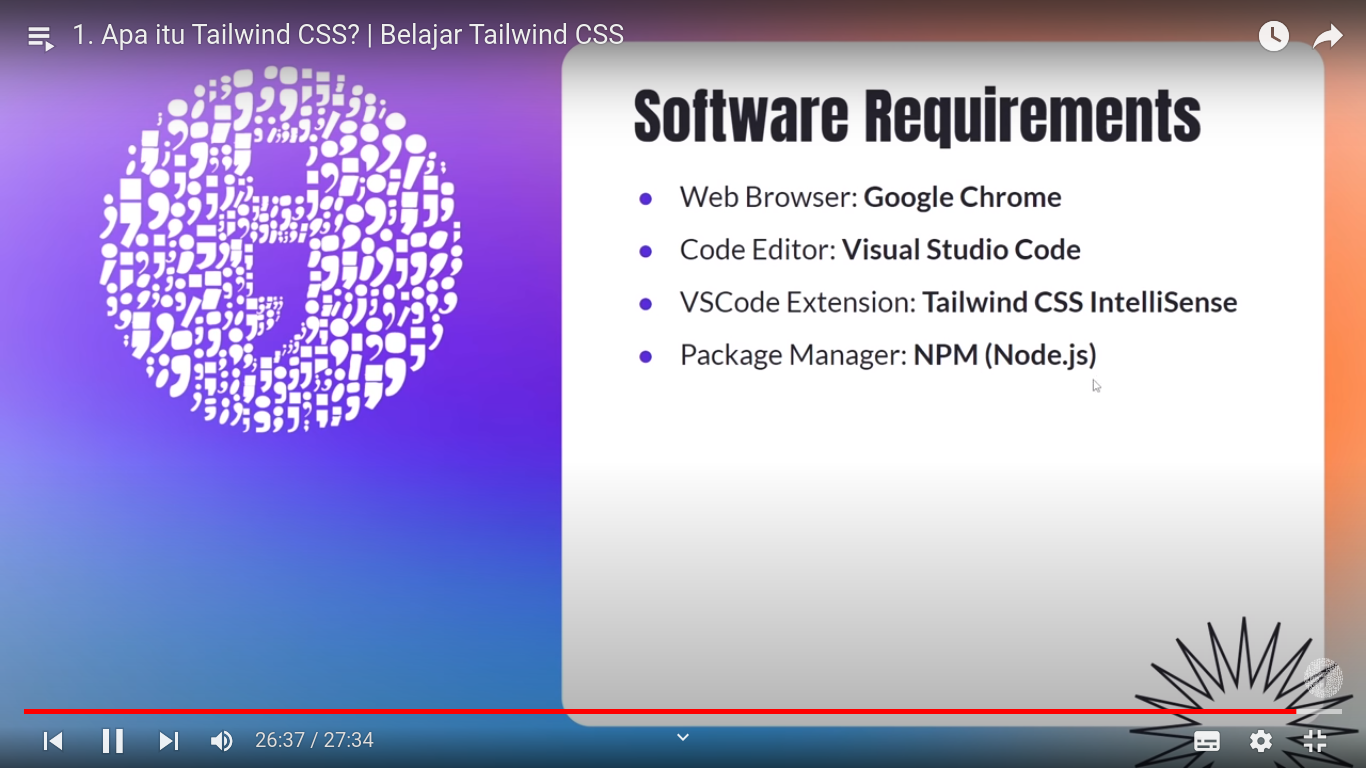 1. Apa itu Tailwind CSS? | Belajar Tailwind CSS
Software Requirements
Web Browser: Google Chrome
Code Editor: Visual Studio Code
VSCode Extension: Tailwind CSS IntelliSense
Package Manager: NPM (Node.js)
26:37 / 27:34